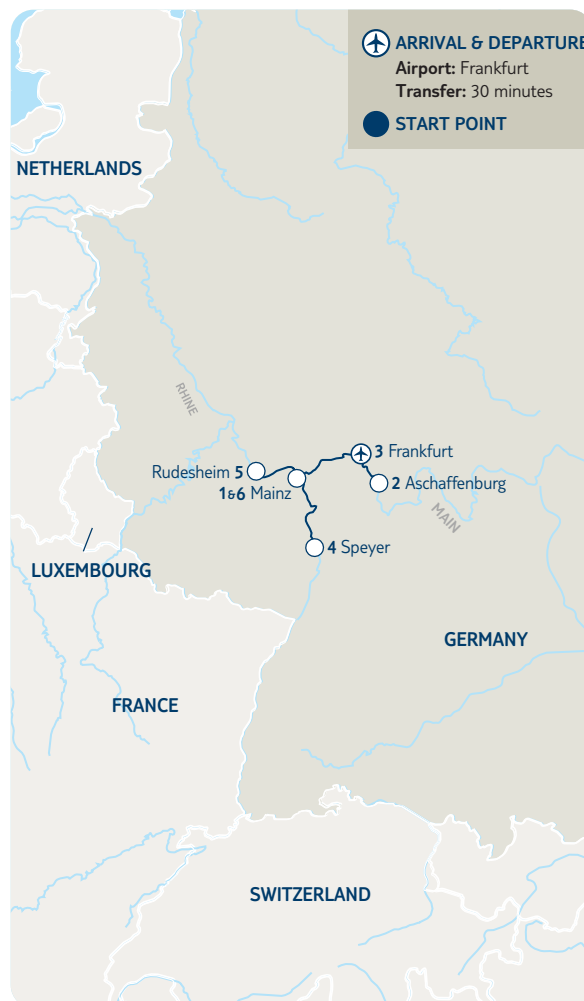 ARRIVAL & DEPARTURE
Airport: Frankfurt
Transfer: 30 minutes
START POINT
NETHERLANDS
RHINE
3 Frankfurt
Rudesheim 5
2 Aschaffenburg
1&6 Mainz
MAIN
4 Speyer
LUXEMBOURG
GERMANY
FRANCE
SWITZERLAND